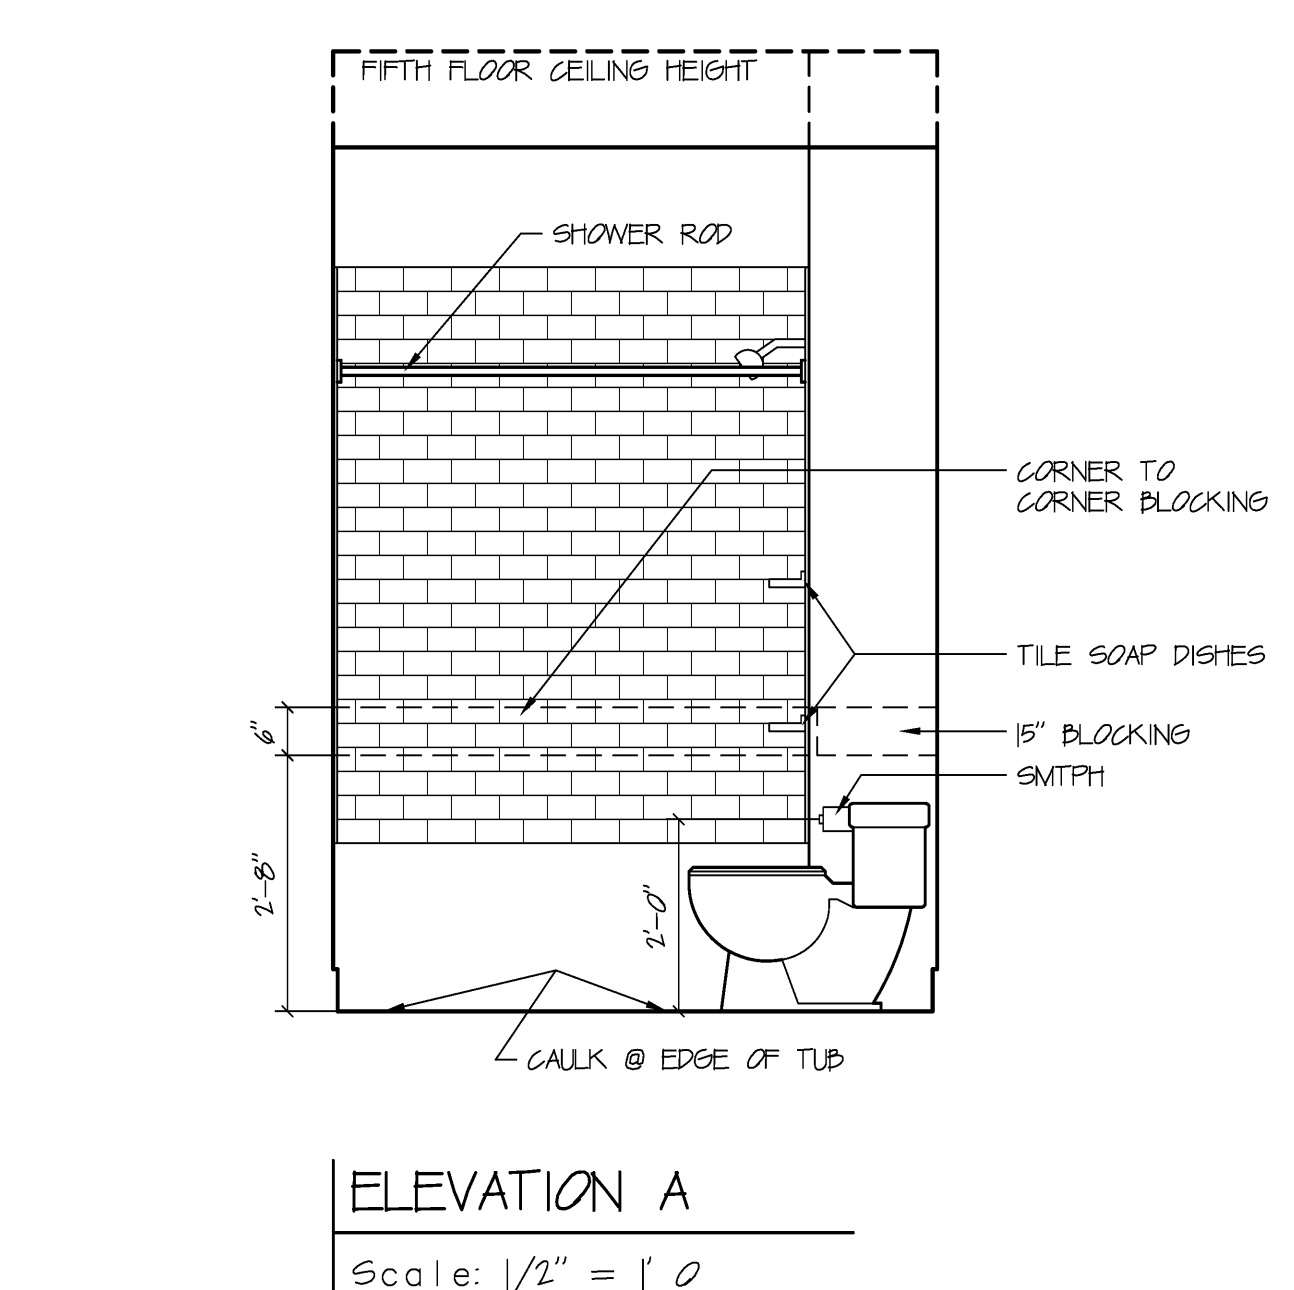 FIFTH FLOOR CEILING HEIGHT
SHOWER ROD
CORNER TO
CORNER BLOCKING
TILE SOAP DISHES
6"
15" BLOCKING
SMTPH
2'-8"
2'-0"
CAULK @ EDGE OF TUB
ELEVATION A
Scale: 1/2" = 1' 0